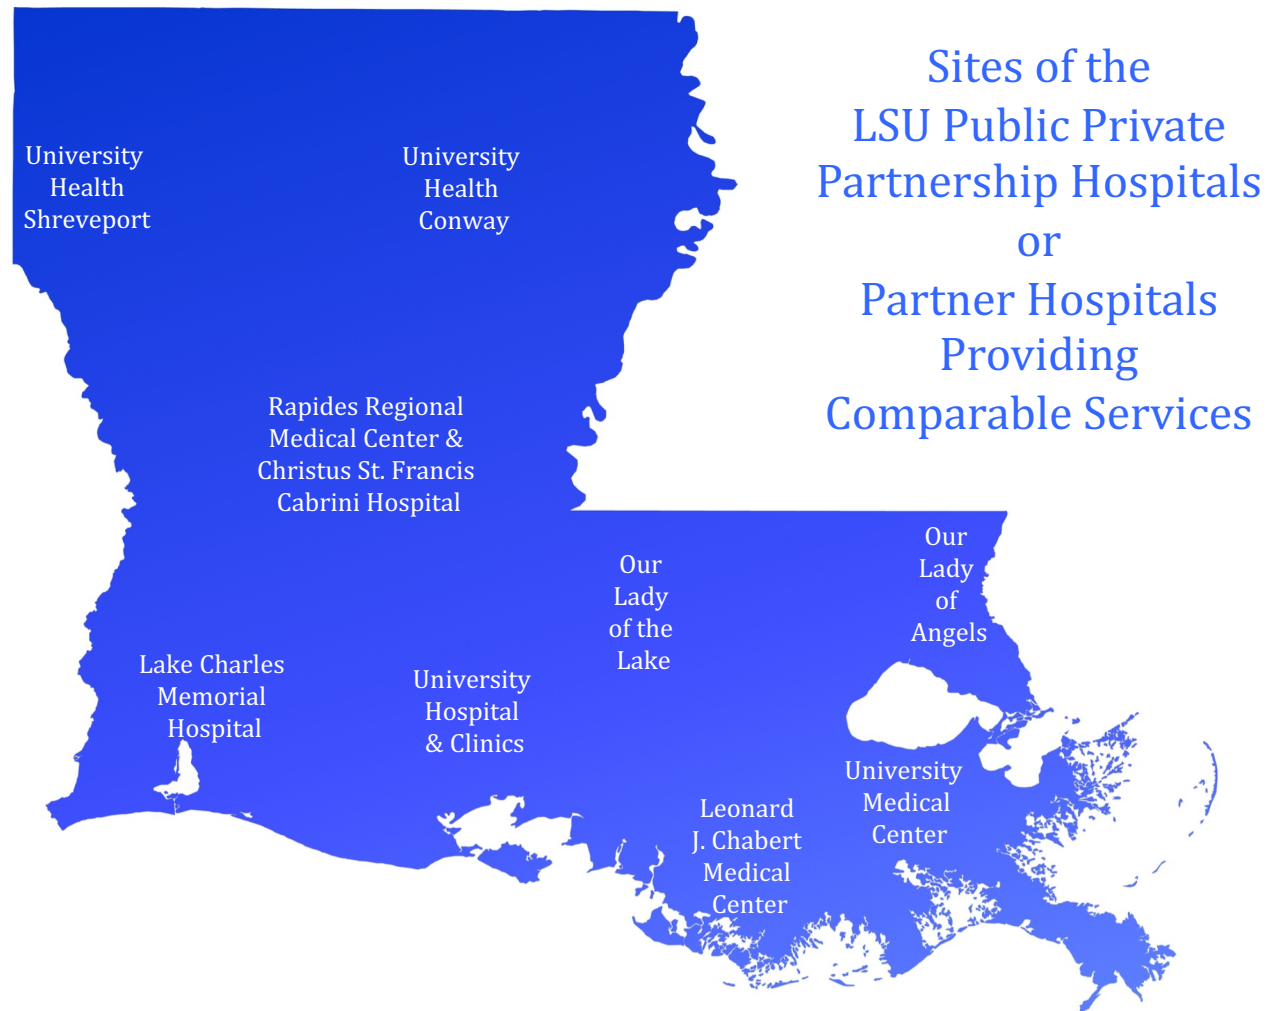 Sites of the
LSU Public Private
Partnership Hospitals
or
Partner Hospitals
Providing
Comparable Services
University
Health
Shreveport
University
Health
Conway
Rapides Regional
Medical Center &
Christus St. Francis
Cabrini Hospital
Our
Lady
of the
Lake
Our
Lady
of
Angels
Lake Charles
Memorial
Hospital
University
Hospital
& Clinics
Leonard
J. Chabert
Medical
Center
University
Medical
Center